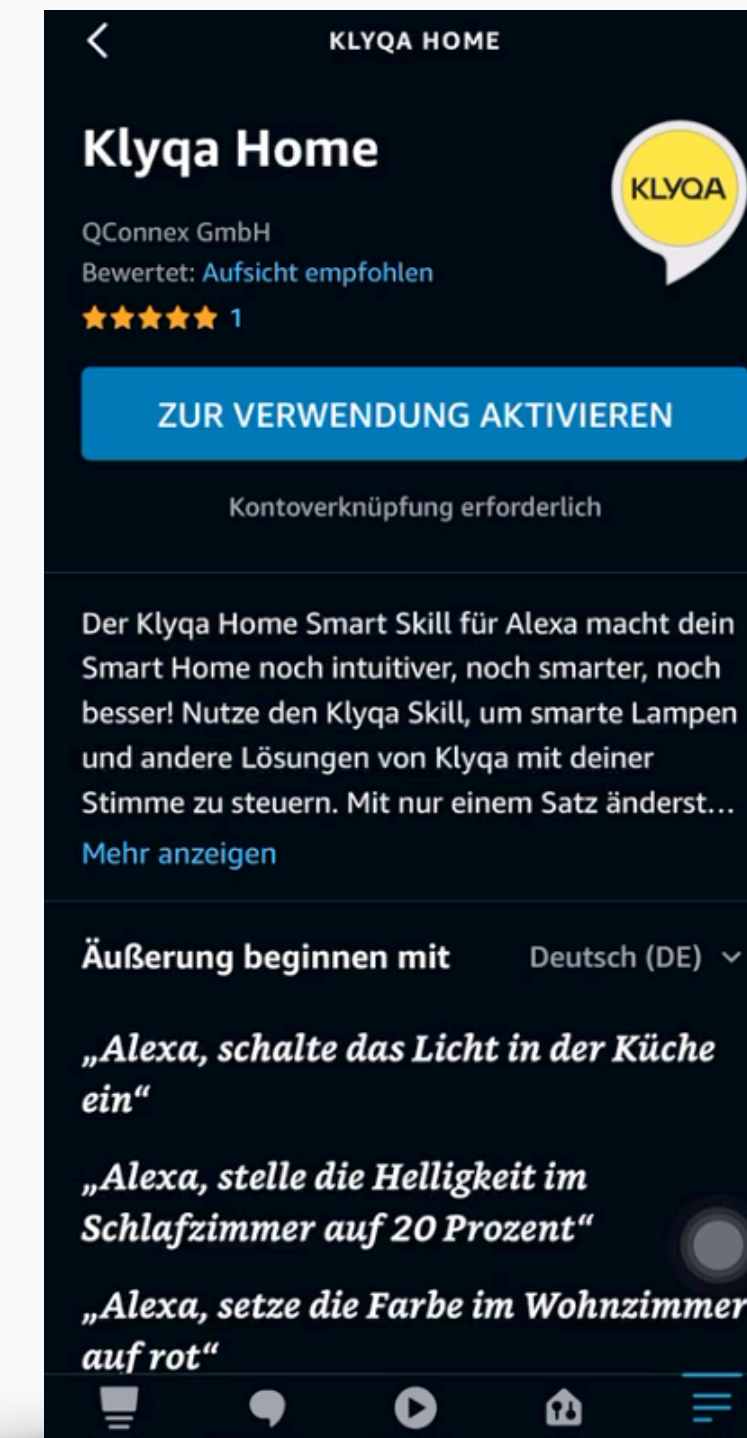 KLYQA HOME
Klyqa Home
KLYQA
QConnex GmbH
Bewertet: Aufsicht empfohlen
1
ZUR VERWENDUNG AKTIVIEREN
Kontoverknüpfung erforderlich
Der Klyqa Home Smart Skill für Alexa macht dein
Smart Home noch intuitiver, noch smarter, noch
besser! Nutze den Klyqa Skill, um smarte Lampen
und andere Lösungen von Klyqa mit deiner
Stimme zu steuern. Mit nur einem Satz änderst...
Mehr anzeigen
Äußerung beginnen mit Deutsch (DE)
„Alexa, schalte das Licht in der Küche
ein“
„Alexa, stelle die Helligkeit im
Schlafzimmer auf 20 Prozent“
„Alexa, setze die Farbe im Wohnzimmer
auf rot“